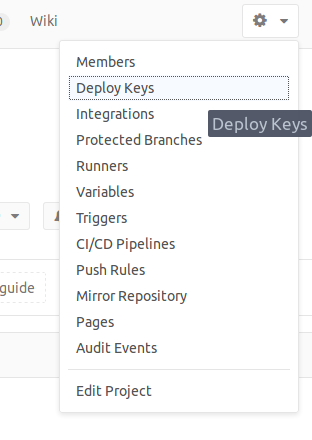 Wiki
Members
Deploy Keys
Integrations
Deploy Keys
Protected Branches
Runners
Variables
Triggers
CI/CD Pipelines
Push Rules
guide
Mirror Repository
Pages
Audit Events
Edit Project